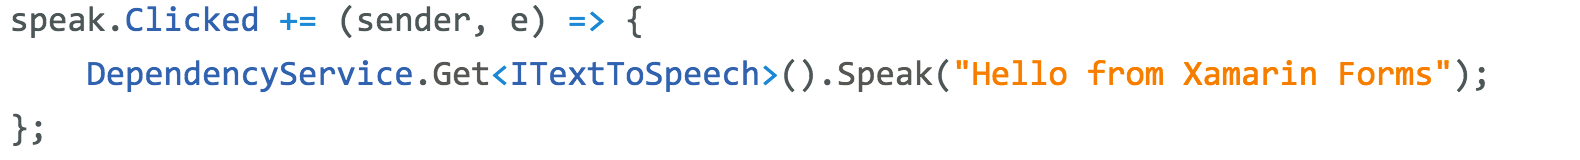 speak.Clicked += (sender, e) => {
    DependencyService.Get<ITextToSpeech>().Speak("Hello from Xamarin Forms");
};